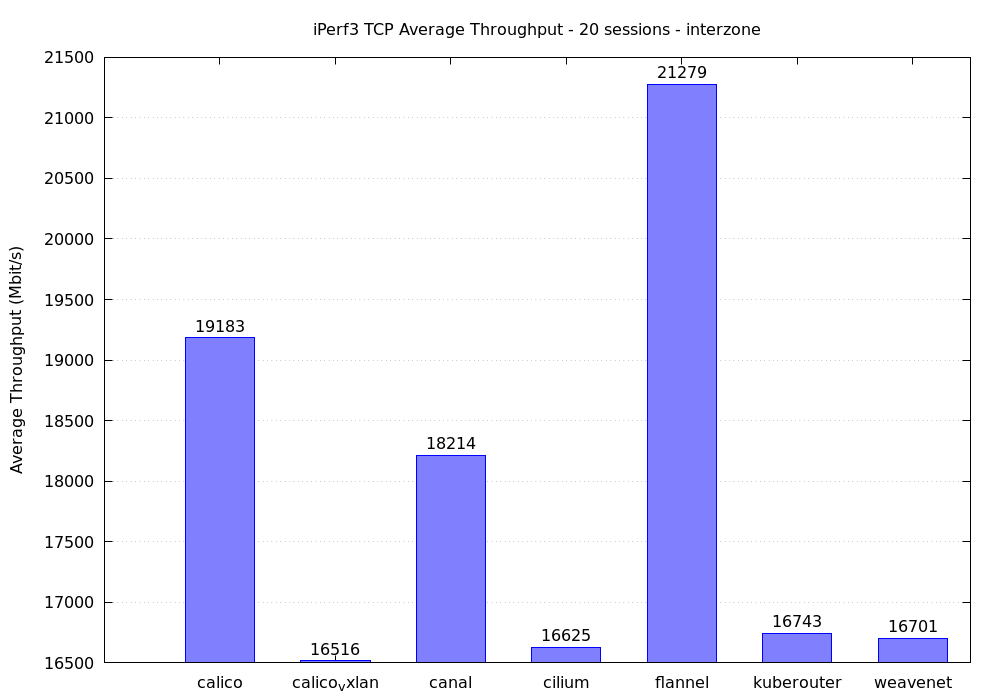 iPerf3 TCP Average Throughput - 20 sessions - interzone
Average Throughput (Mbit/s)
21500
21000
20500
20000
19500
19000
18500
18000
17500
17000
16500
19183
16516
18214
16625
21279
16743
16701
calico
calicovxlan
canal
cilium
flannel
kuberouter
weavenet